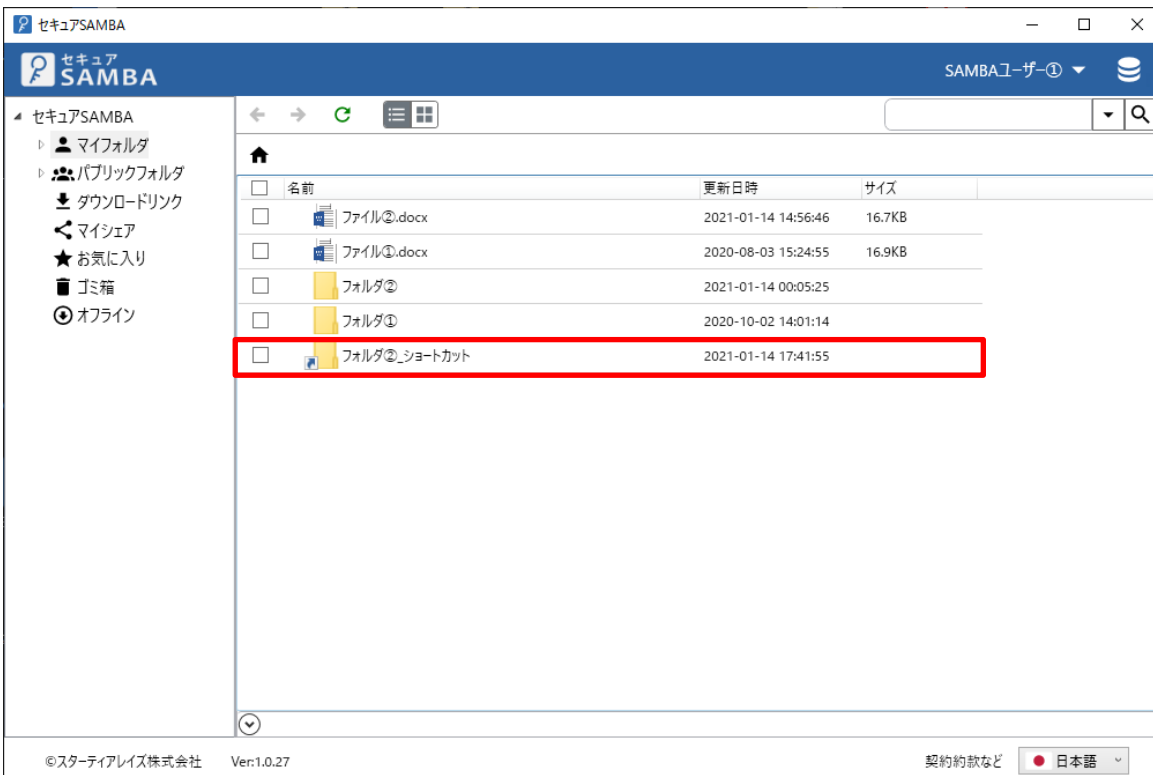 セキュアSAMBA
セキュア
SAMBA
SAMBAユーザー①
セキュアSAMBA
マイフォルダ
パブリックフォルダ
ダウンロードリンク
マイシェア
お気に入り
ゴミ箱
オフライン
名前 更新日時 サイズ
ファイル②.docx 2021-01-14 14:56:46 16.7KB
ファイル①.docx 2020-08-03 15:24:55 16.9KB
フォルダ② 2021-01-14 00:05:25
フォルダ① 2020-10-02 14:01:14
フォルダ②_ショートカット 2021-01-14 17:41:55
©スターティアレイズ株式会社 Ver:1.0.27 契約約款など 日本語